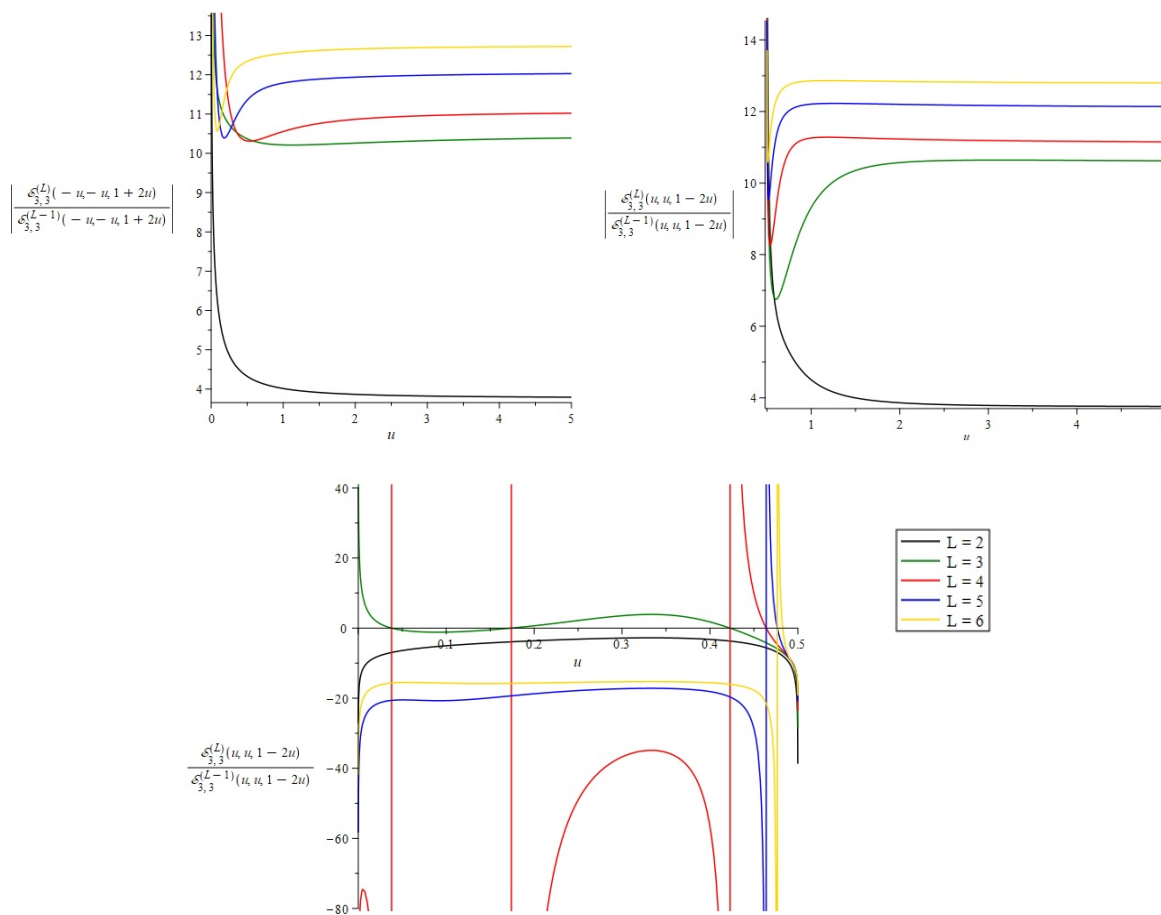 13
12
11
10
9
8
7
6
5
4
0 1 2 3 4 5
u
| ℰ_{3,3}^{(L)}(-u,-u,1+2u) / ℰ_{3,3}^{(L-1)}(-u,-u,1+2u) |
14
12
10
8
6
4
1 2 3 4
u
| ℰ_{3,3}^{(L)}(u,u,1-2u) / ℰ_{3,3}^{(L-1)}(u,u,1-2u) |
40
20
0
-20
-40
-60
-80
0.1 0.2 0.3 0.4 0.5
u
ℰ_{3,3}^{(L)}(u,u,1-2u) / ℰ_{3,3}^{(L-1)}(u,u,1-2u)
L = 2
L = 3
L = 4
L = 5
L = 6